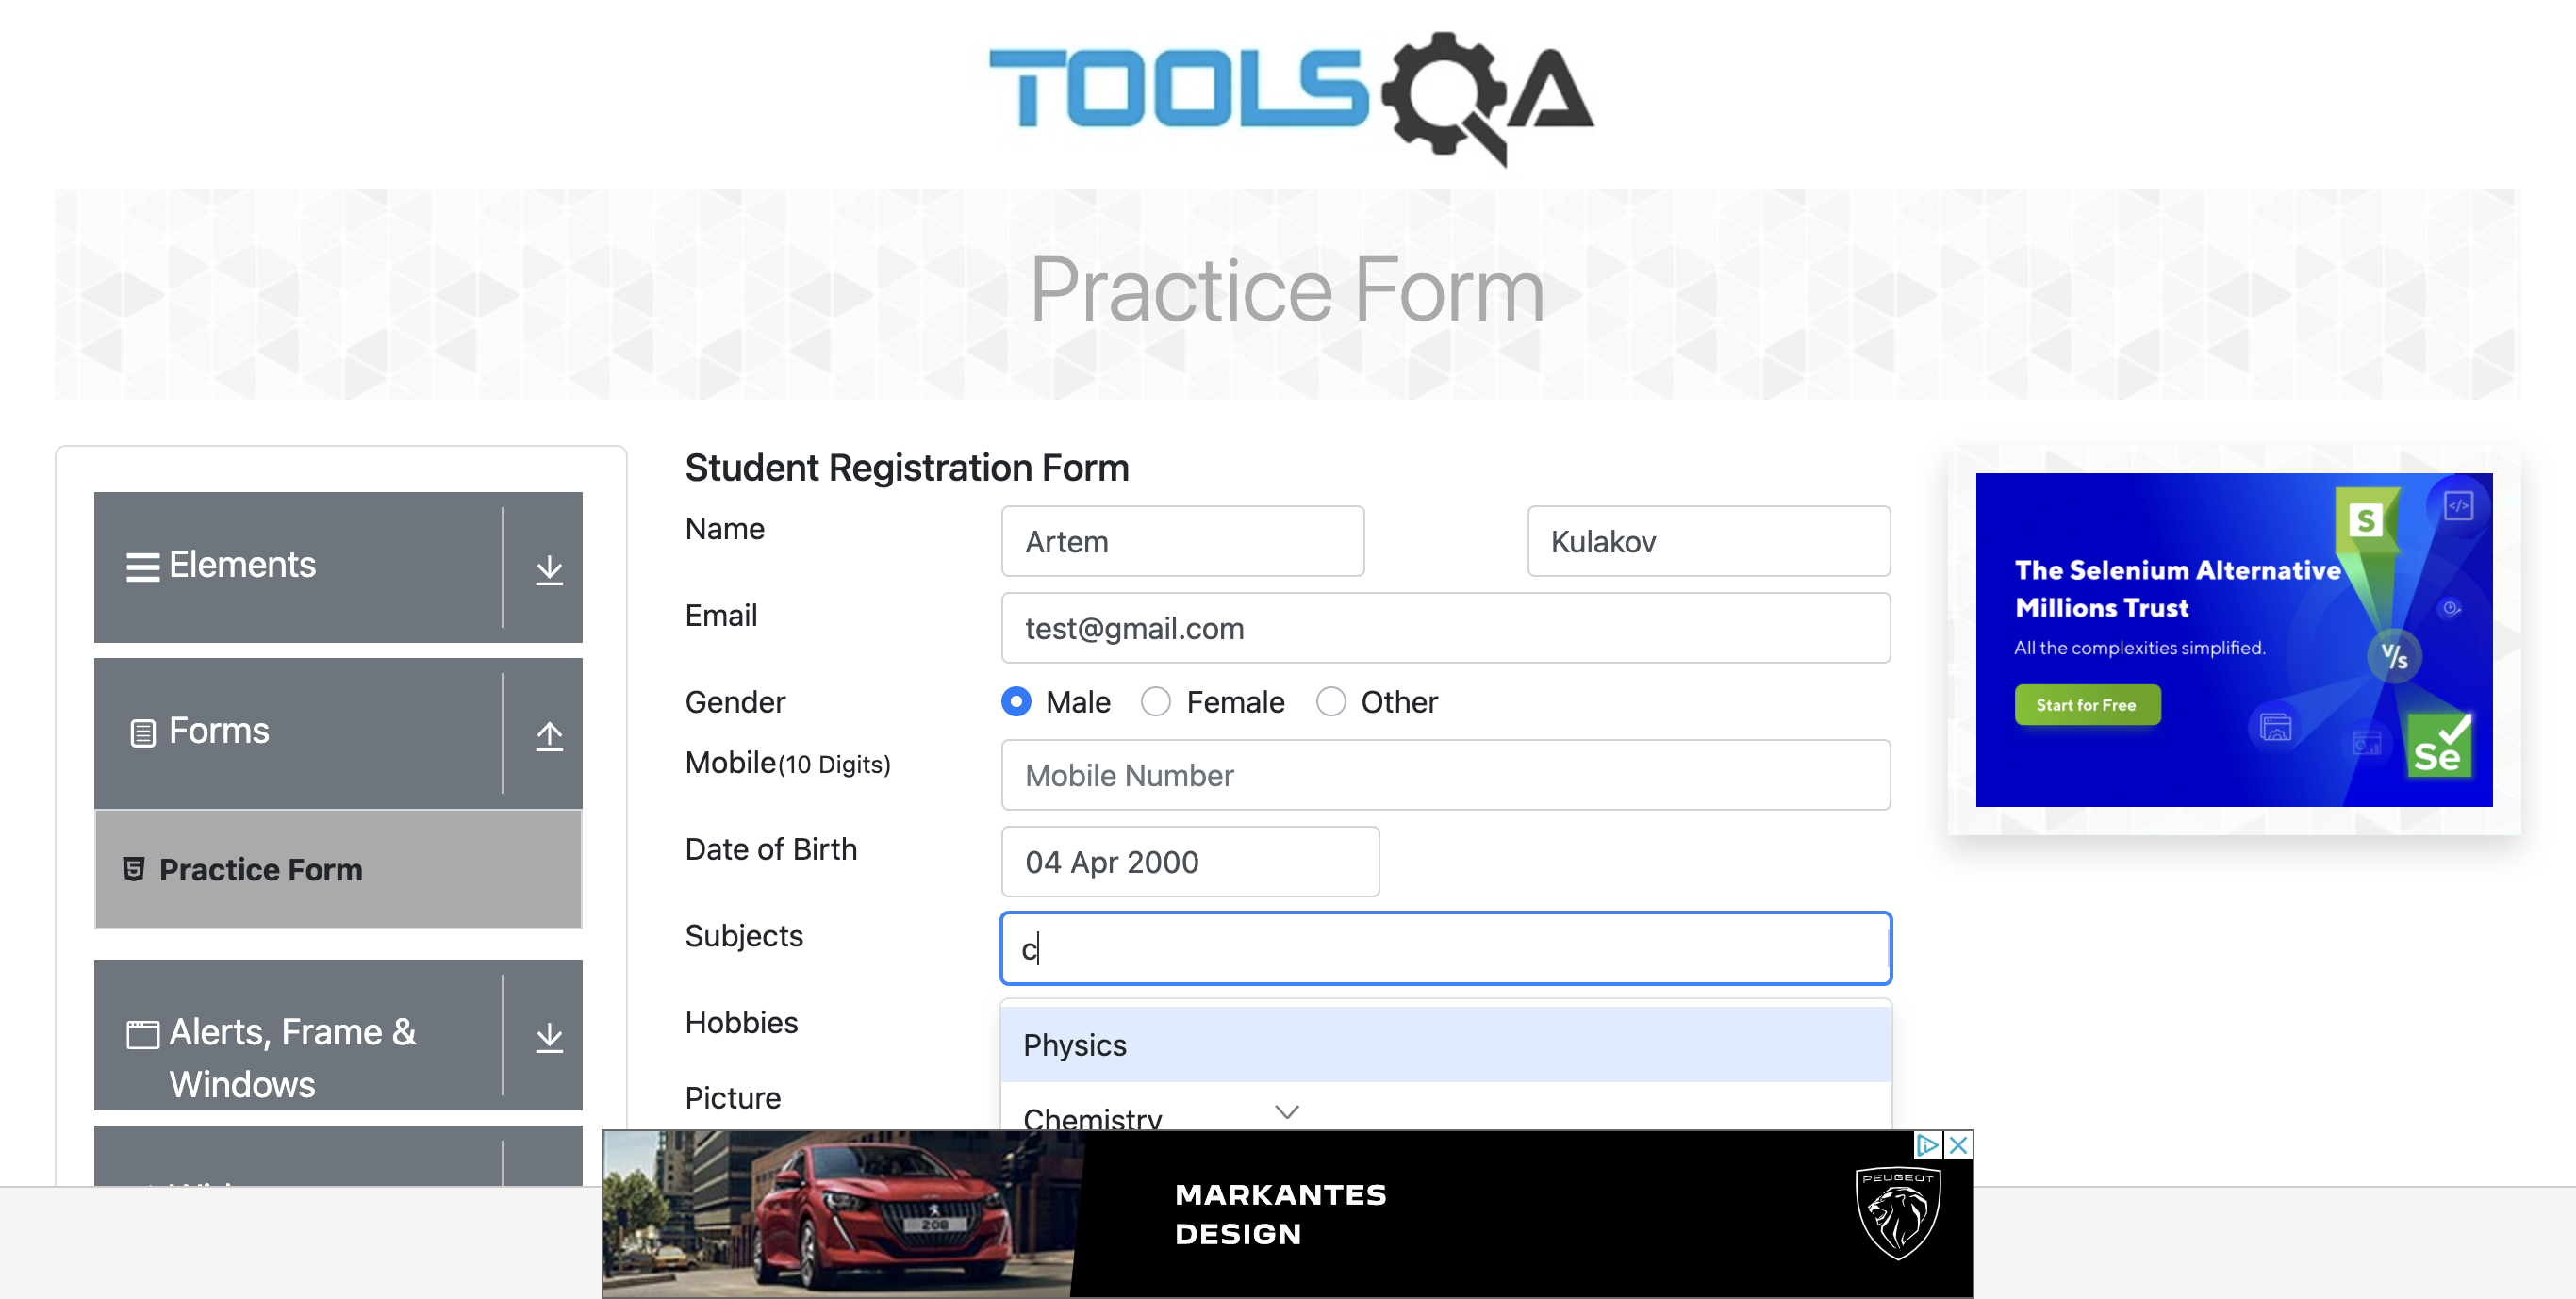 TOOLSQA
Practice Form
Elements
Forms
Practice Form
Alerts, Frame &
Windows
Student Registration Form
Name
Artem
Kulakov
Email
test@gmail.com
Gender
Male
Female
Other
Mobile(10 Digits)
Mobile Number
Date of Birth
04 Apr 2000
Subjects
c
Hobbies
Physics
Picture
Chemistry
S
</>
The Selenium Alternative
Millions Trust
All the complexities simplified.
V/s
Start for Free
Se
208
MARKANTES
DESIGN
PEUGEOT